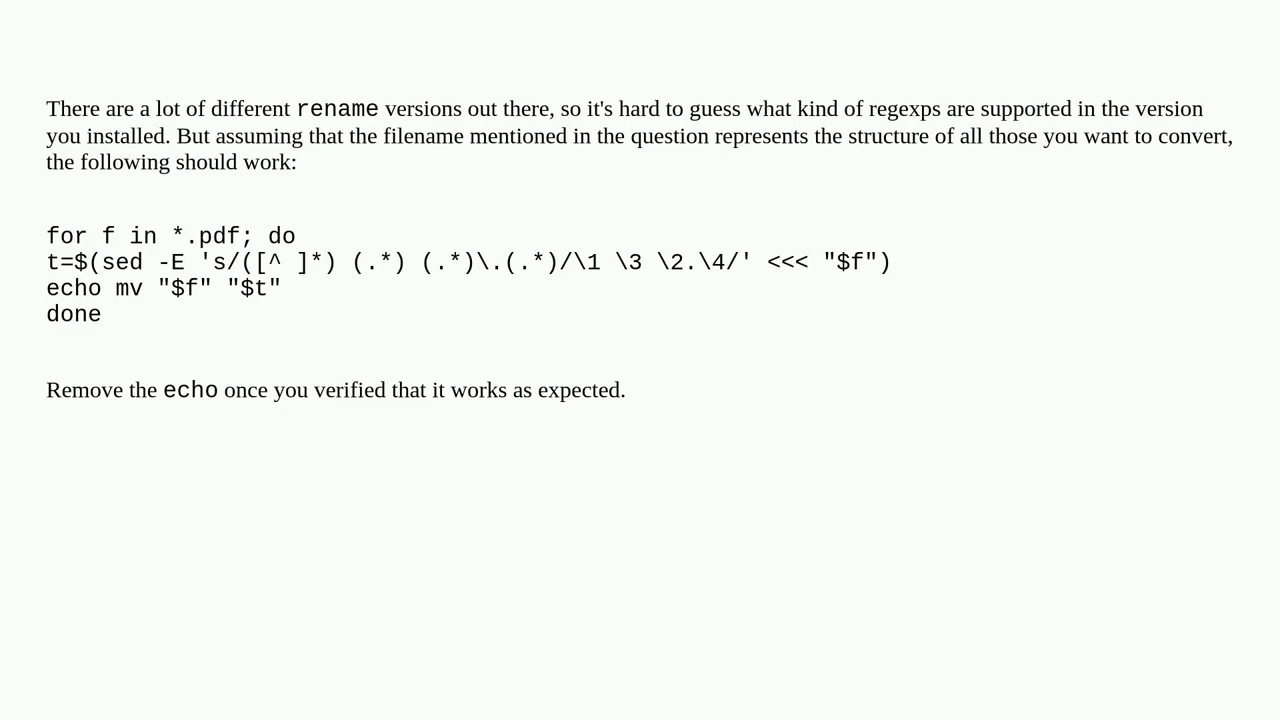 There are a lot of different rename versions out there, so it's hard to guess what kind of regexps are supported in the version
you installed. But assuming that the filename mentioned in the question represents the structure of all those you want to convert,
the following should work:
for f in *.pdf; do
t=$(sed -E 's/([^ ]*) (.*) (.*)\.(.*)/\1 \3 \2.\4/' <<< "$f")
echo mv "$f" "$t"
done
Remove the echo once you verified that it works as expected.